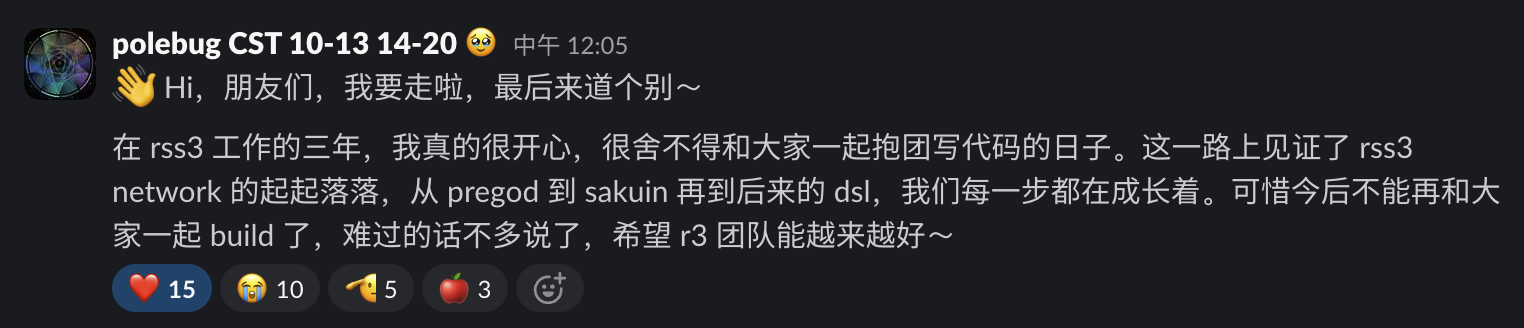 polebug CST 10-13 14-20 🥹 中午 12:05
👋 Hi，朋友们，我要走啦，最后来道个别～
在 rss3 工作的三年，我真的很开心，很舍不得和大家一起抱团写代码的日子。这一路上见证了 rss3
network 的起起落落，从 pregod 到 sakuin 再到后来的 dsl，我们每一步都在成长着。可惜今后不能再和大
家一起 build 了，难过的话不多说了，希望 r3 团队能越来越好～
❤️ 15 😭 10 5 🍎 3